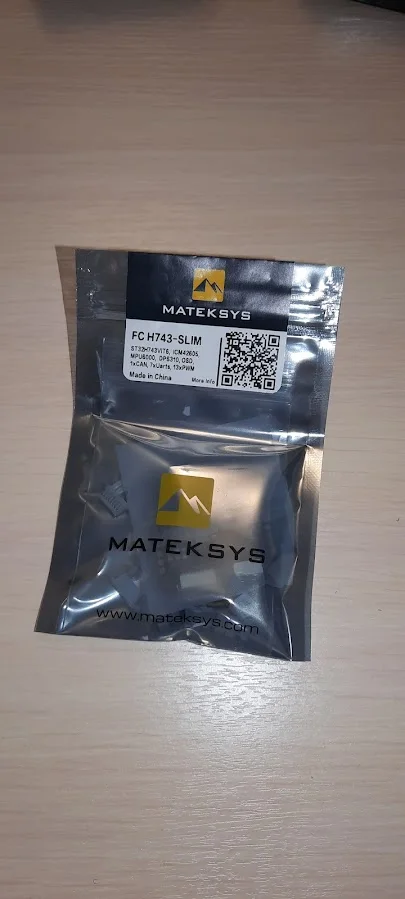 MATEKSYS
FC H743-SLIM
ST32H743VIT6, ICM42605,
MPU6000, DPS310, OSD,
1xCAN, 7xUarts, 13xPWM
Made in China
More info
MATEKSYS
www.mateksys.com